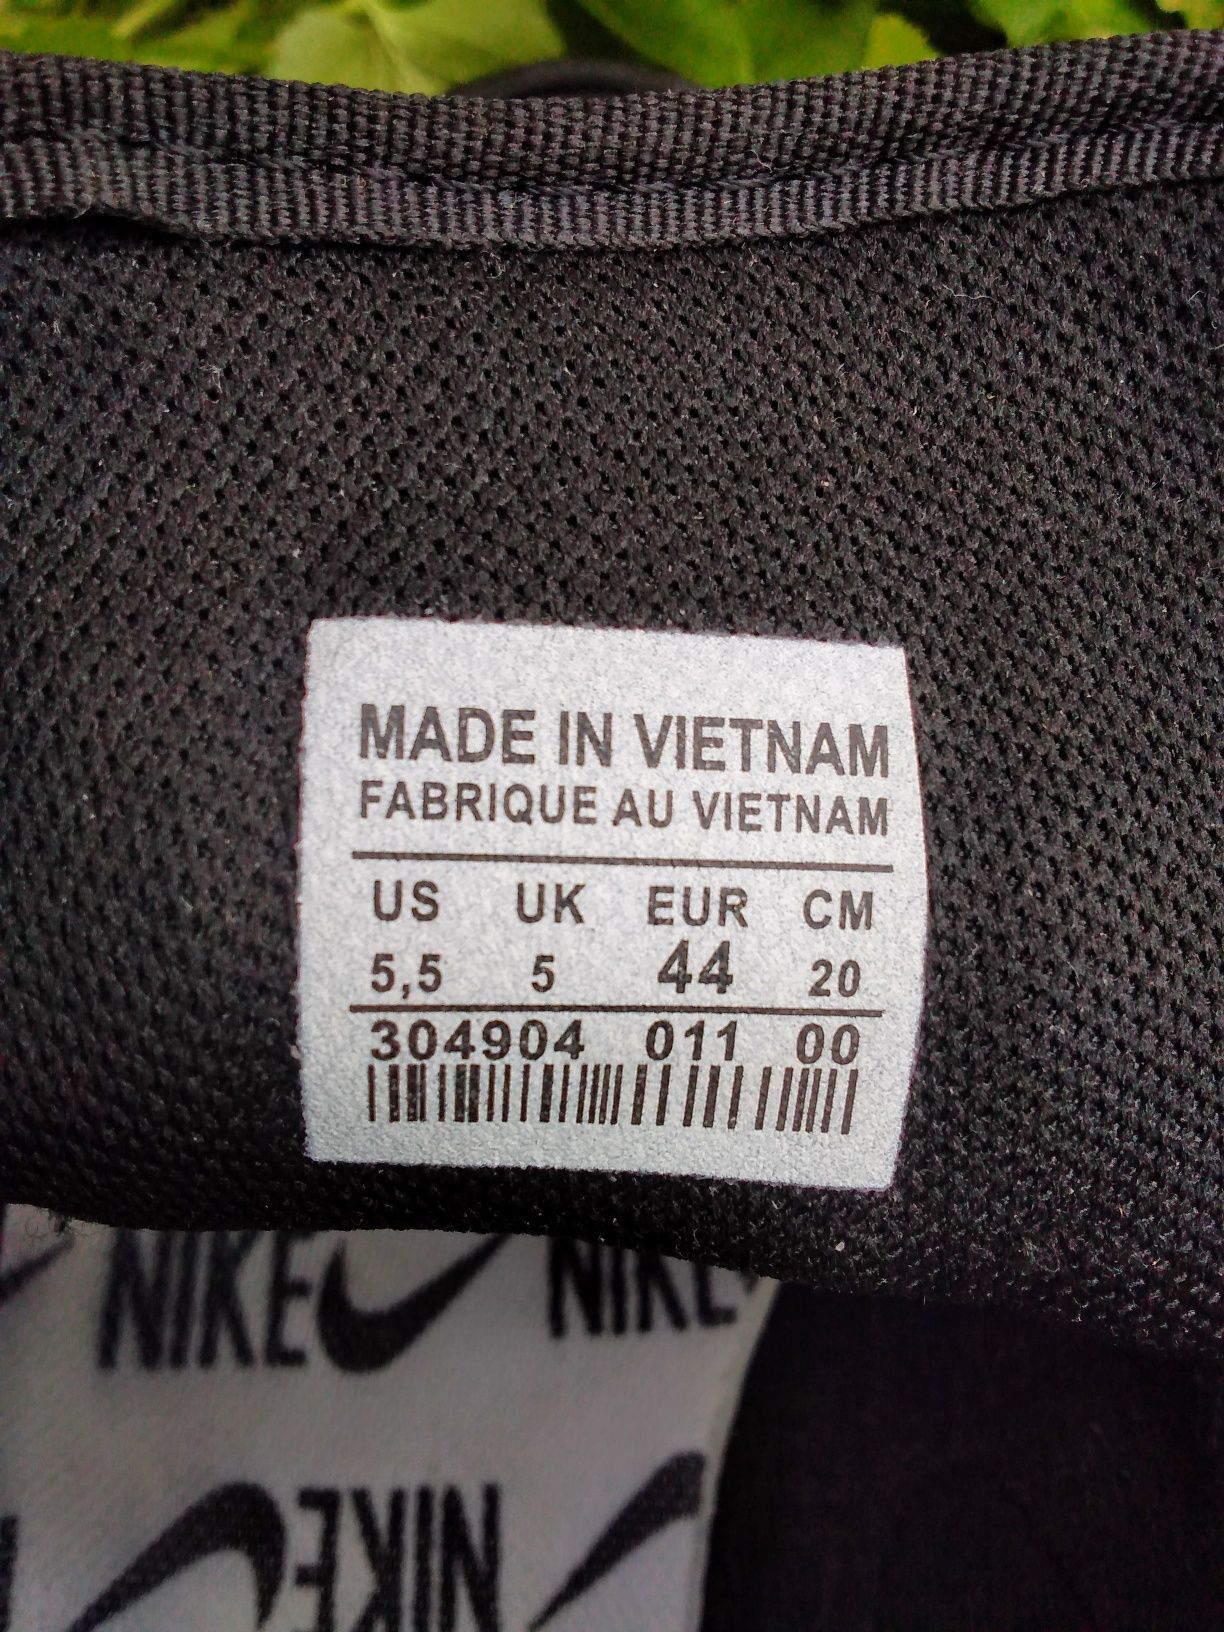 MADE IN VIETNAM
FABRIQUE AU VIETNAM
US UK EUR CM
5,5 5 44 20
304904 011 00
NIKE NIKE
NIKE